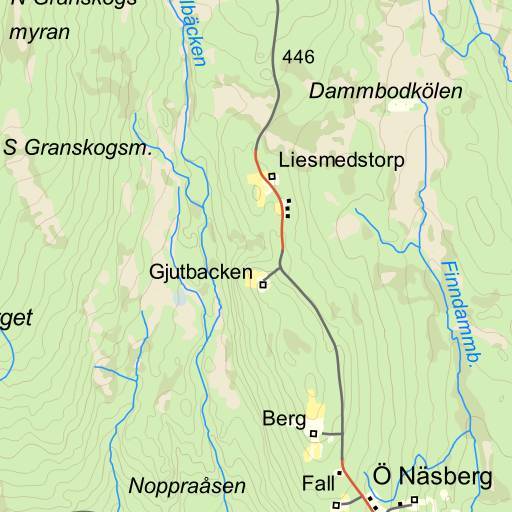 N Granskogs
myran
446
Dammbodkölen
S Granskogsm.
Liesmedstorp
Gjutbacken
Finndammb.
Berg
Fall
Ö Näsberg
Noppraåsen